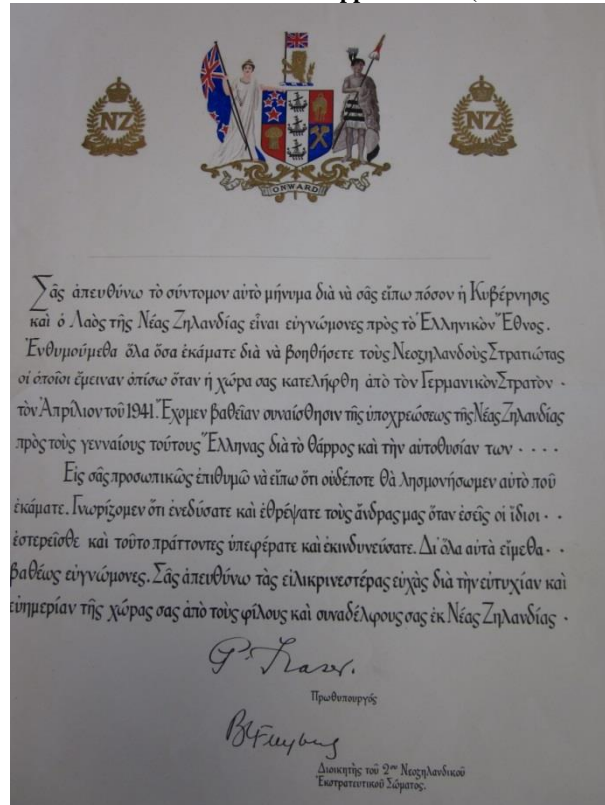 NZ
NZ
ONWARD
Σᾶς ἀπευθύνω τὸ σύντομον αὐτὸ μήνυμα διὰ νὰ σᾶς εἴπω πόσον ἡ Κυβέρνησις
καὶ ὁ Λαὸς τῆς Νέας Ζηλανδίας εἶναι εὐγνώμονες πρὸς τὸ Ἑλληνικὸν Ἔθνος.
Ἐνθυμούμεθα ὅλα ὅσα ἐκάματε διὰ νὰ βοηθήσετε τοὺς Νεοζηλανδοὺς Στρατιώτας
οἱ ὁποῖοι ἔμειναν ὀπίσω ὅταν ἡ χώρα σας κατελήφθη ἀπὸ τὸν Γερμανικὸν Στρατὸν ·
τὸν Ἀπρίλιον τοῦ 1941. Ἔχομεν βαθεῖαν συναίσθησιν τῆς ὑποχρεώσεως τῆς Νέας Ζηλανδίας
πρὸς τοὺς γενναίους τούτους Ἕλληνας διὰ τὸ θάρρος καὶ τὴν αὐτοθυσίαν των · · · ·
Εἰς σᾶς προσωπικῶς ἐπιθυμῶ νὰ εἴπω ὅτι οὐδέποτε θὰ λησμονήσωμεν αὐτὸ ποῦ
ἐκάματε. Γνωρίζομεν ὅτι ἐνεδύσατε καὶ ἐθρέψατε τοὺς ἄνδρας μας ὅταν ἐσεῖς οἱ ἴδιοι · ·
ἐστερεῖσθε καὶ τοῦτο πράττοντες ὑπεφέρατε καὶ ἐκινδυνεύσατε. Δι ὅλα αὐτὰ εἴμεθα · ·
βαθέως εὐγνώμονες. Σᾶς ἀπευθύνω τὰς εἰλικρινεστέρας εὐχὰς διὰ τὴν εὐτυχίαν καὶ
εὐημερίαν τῆς χώρας σας ἀπὸ τοὺς φίλους καὶ συναδέλφους σας ἐκ Νέας Ζηλανδίας ·
P. Fraser.
Πρωθυπουργός
B C Freyberg
Διοικητὴς τοῦ 2ου Νεοζηλανδικοῦ
Ἐκστρατευτικοῦ Σώματος.